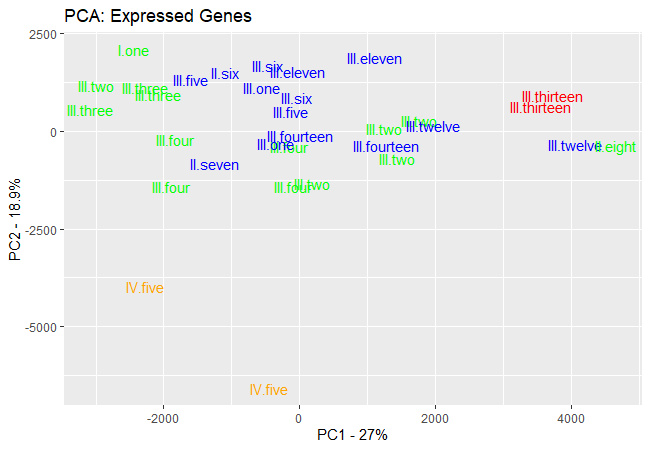 PCA: Expressed Genes
2500
I.one
III.eleven
III.six
III.eleven
II.six
III.five
III.two
III.three
III.one
III.three
III.six
III.thirteen
III.three
III.five
III.thirteen
III.two
III.two
III.twelve
0
III.fourteen
III.four
III.one
III.four
III.fourteen
III.twelve
II.eight
III.two
II.seven
III.four
III.four
III.two
-2500
IV.five
-5000
IV.five
-2000
0
2000
4000
PC1 - 27%
PC2 - 18.9%